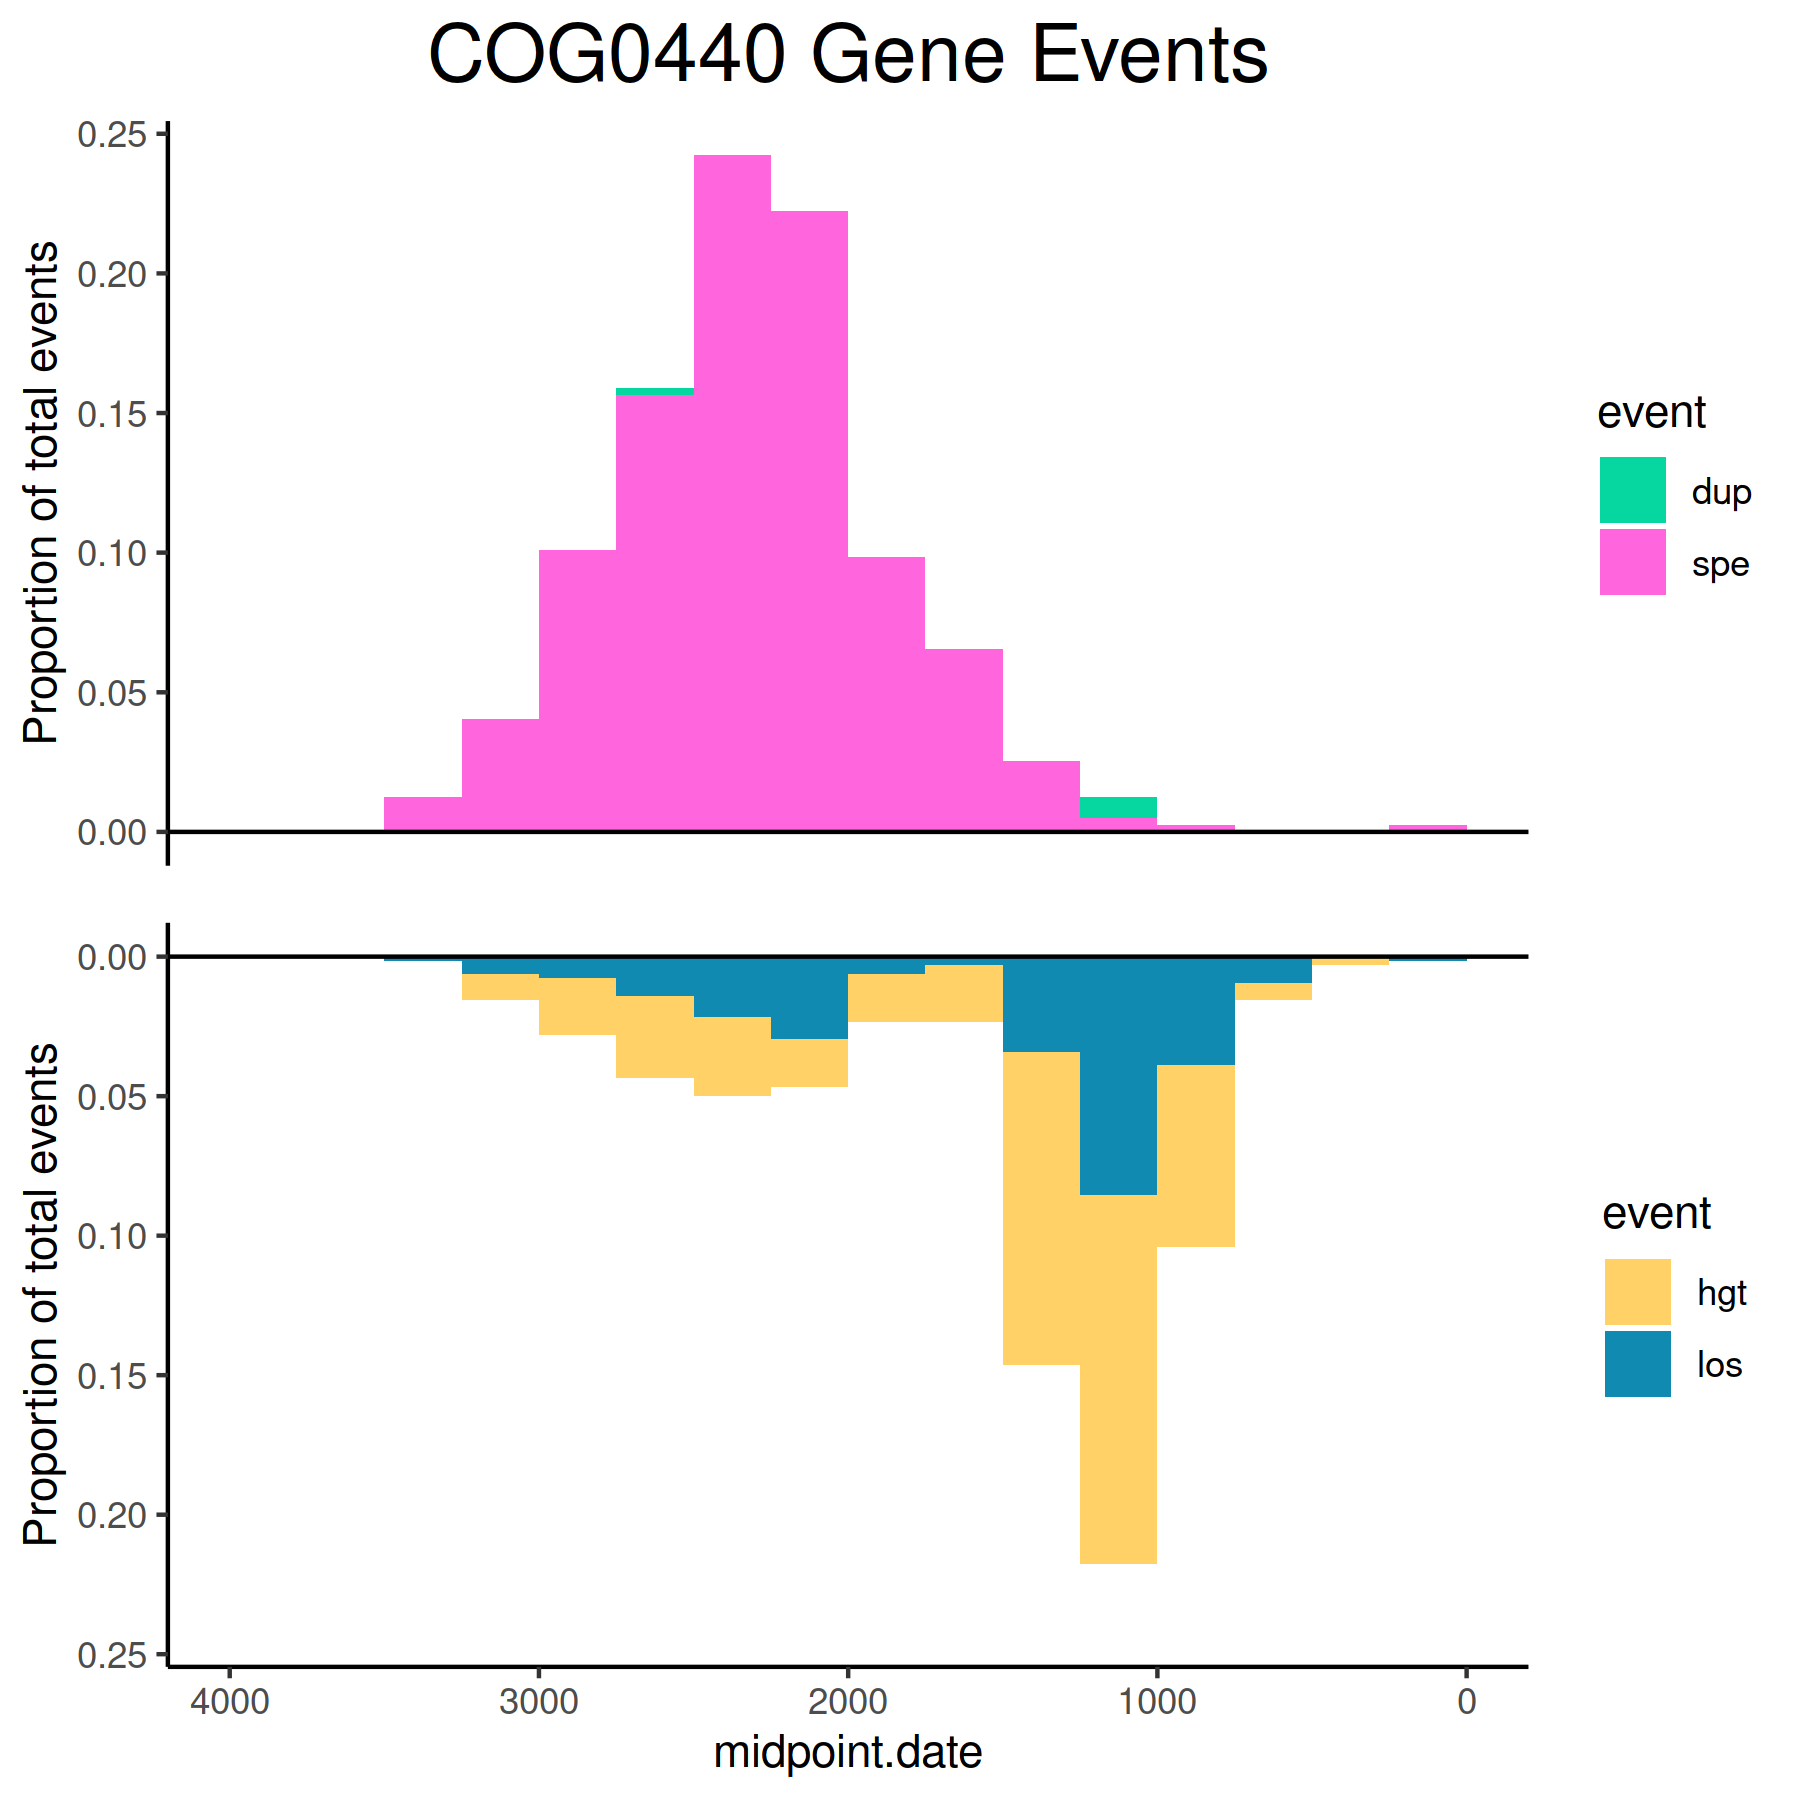 COG0440 Gene Events
Proportion of total events
0.25
0.20
0.15
0.10
0.05
0.00
event
dup
spe
Proportion of total events
0.00
0.05
0.10
0.15
0.20
0.25
event
hgt
los
4000 3000 2000 1000 0
midpoint.date